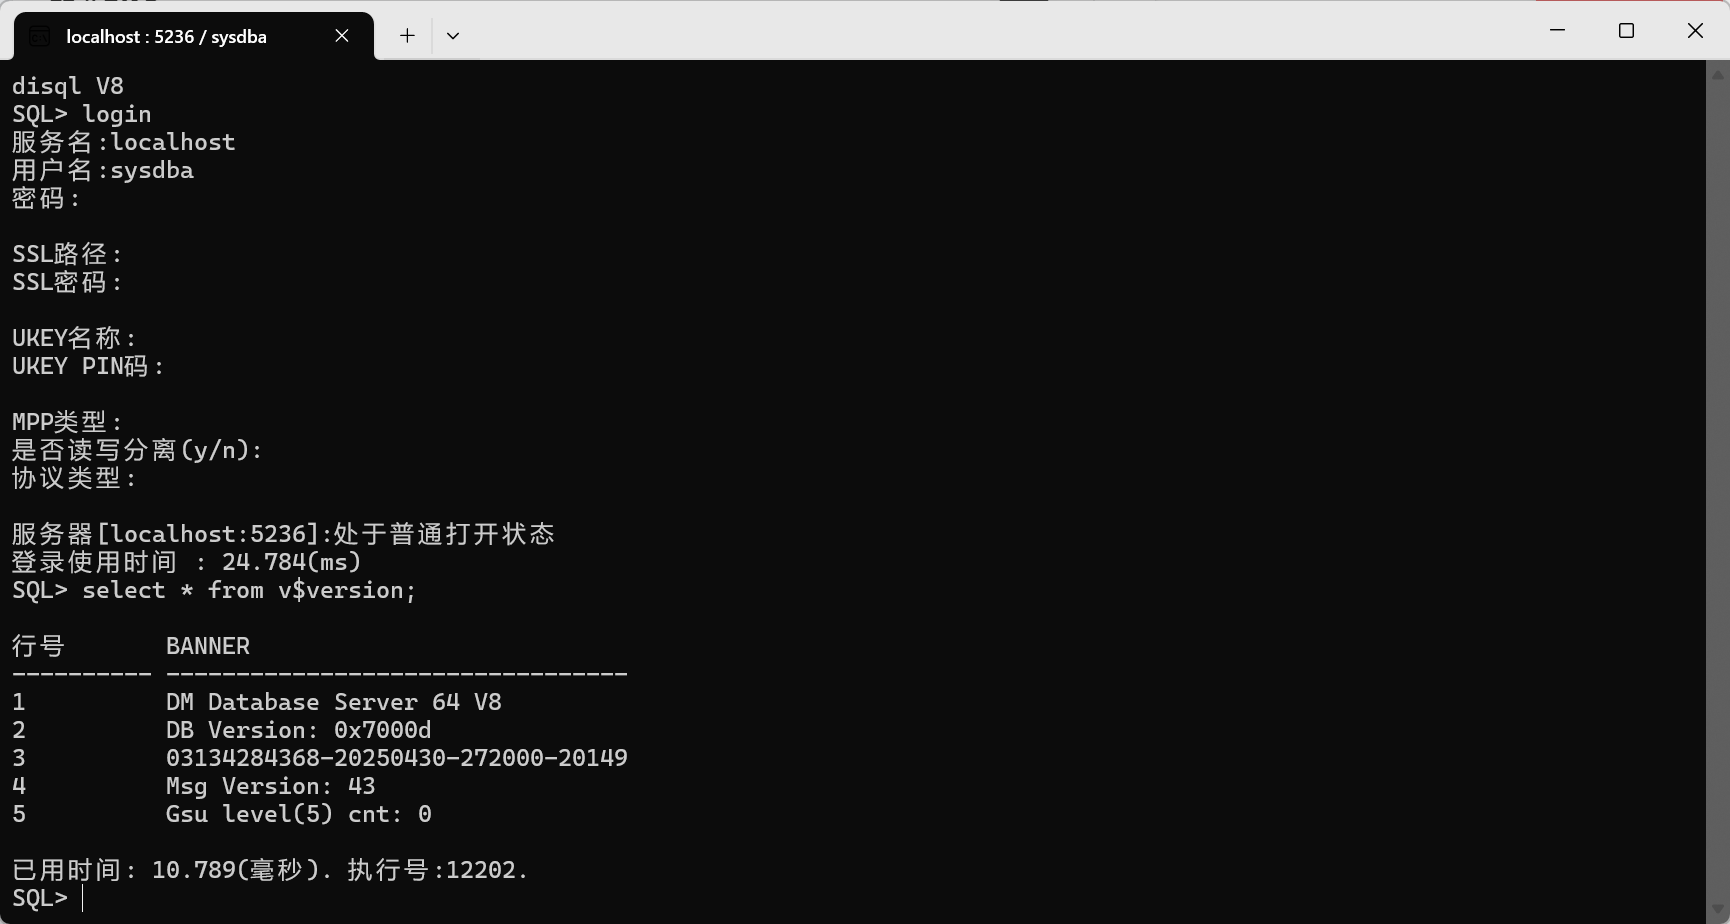 localhost : 5236 / sysdba
disql V8
SQL> login
服务名:localhost
用户名:sysdba
密码:
SSL路径:
SSL密码:
UKEY名称:
UKEY PIN码:
MPP类型:
是否读写分离(y/n):
协议类型:
服务器[localhost:5236]:处于普通打开状态
登录使用时间 : 24.784(ms)
SQL> select * from v$version;
行号       BANNER
---------- ---------------------------------
1          DM Database Server 64 V8
2          DB Version: 0x7000d
3          03134284368-20250430-272000-20149
4          Msg Version: 43
5          Gsu level(5) cnt: 0
已用时间: 10.789(毫秒). 执行号:12202.
SQL>